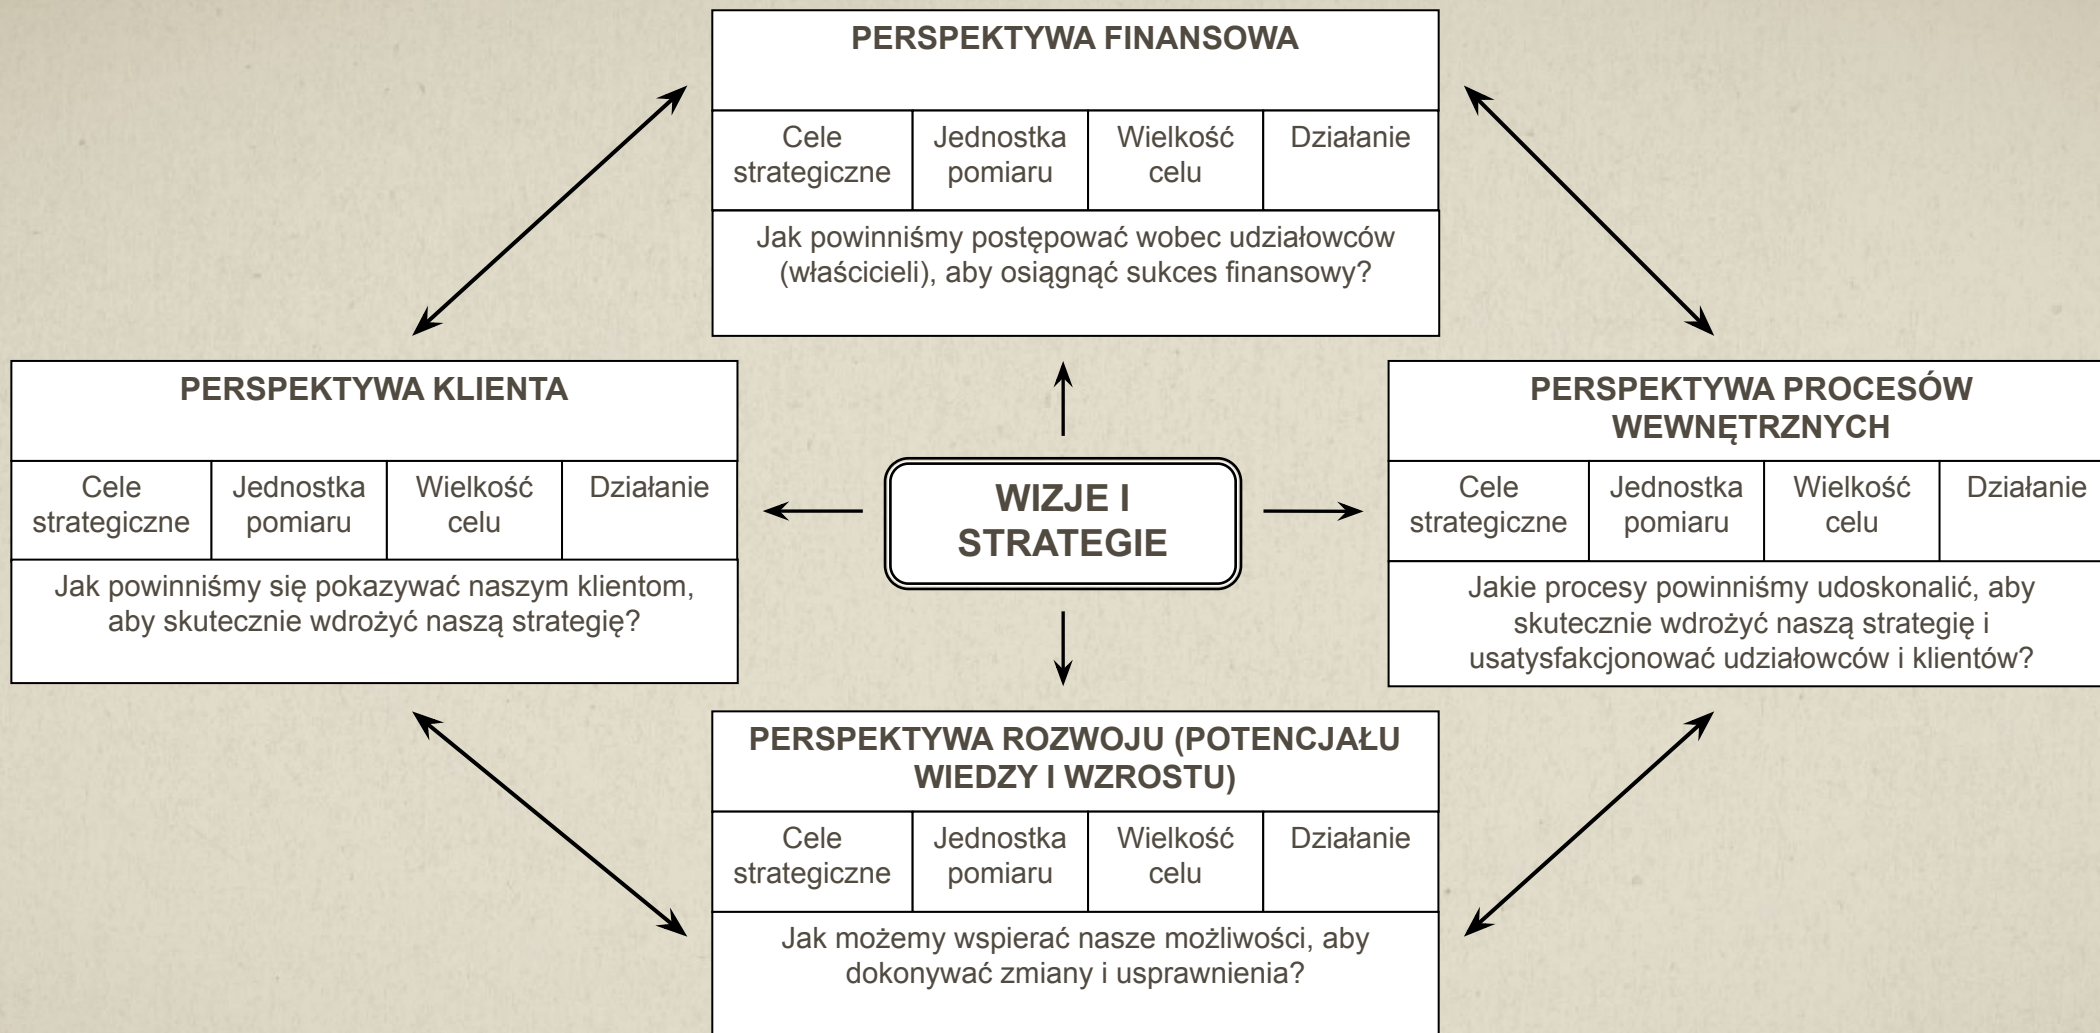 PERSPEKTYWA FINANSOWA
Cele
strategiczne
Jednostka
pomiaru
Wielkość
celu
Działanie
Jak powinniśmy postępować wobec udziałowców
(właścicieli), aby osiągnąć sukces finansowy?
PERSPEKTYWA KLIENTA
Cele
strategiczne
Jednostka
pomiaru
Wielkość
celu
Działanie
Jak powinniśmy się pokazywać naszym klientom,
aby skutecznie wdrożyć naszą strategię?
WIZJE I
STRATEGIE
PERSPEKTYWA PROCESÓW
WEWNĘTRZNYCH
Cele
strategiczne
Jednostka
pomiaru
Wielkość
celu
Działanie
Jakie procesy powinniśmy udoskonalić, aby
skutecznie wdrożyć naszą strategię i
usatysfakcjonować udziałowców i klientów?
PERSPEKTYWA ROZWOJU (POTENCJAŁU
WIEDZY I WZROSTU)
Cele
strategiczne
Jednostka
pomiaru
Wielkość
celu
Działanie
Jak możemy wspierać nasze możliwości, aby
dokonywać zmiany i usprawnienia?